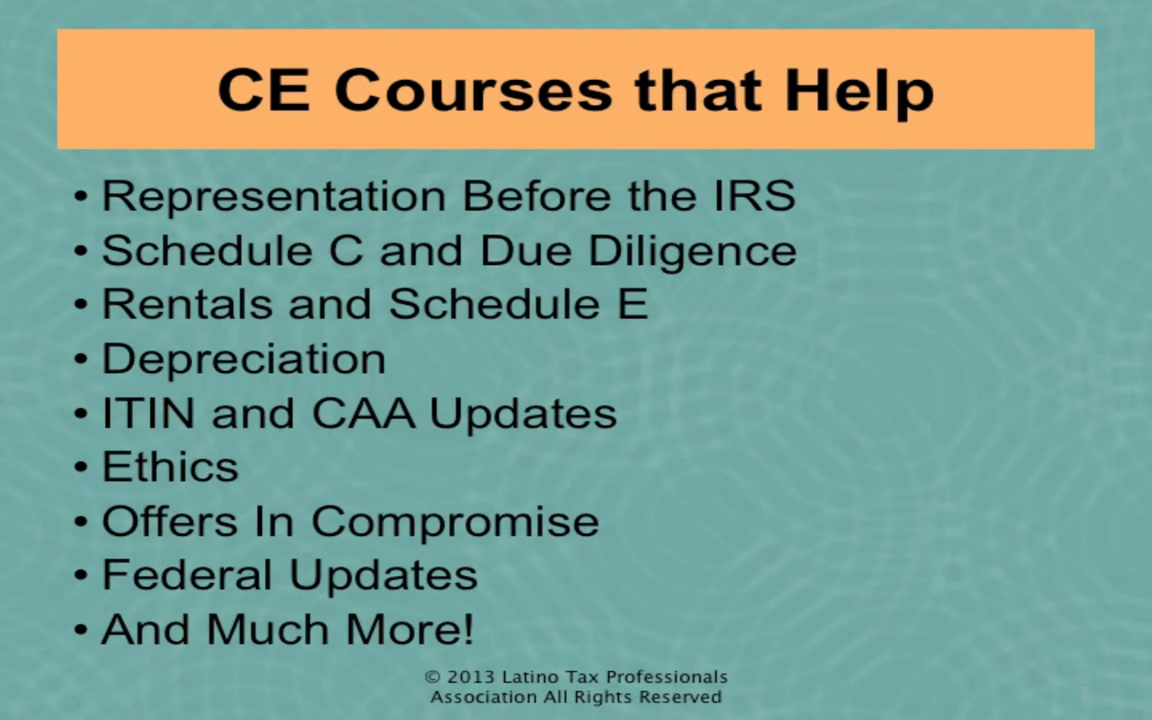 CE Courses that Help
• Representation Before the IRS
• Schedule C and Due Diligence
• Rentals and Schedule E
• Depreciation
• ITIN and CAA Updates
• Ethics
• Offers In Compromise
• Federal Updates
• And Much More!
© 2013 Latino Tax Professionals
Association All Rights Reserved
7